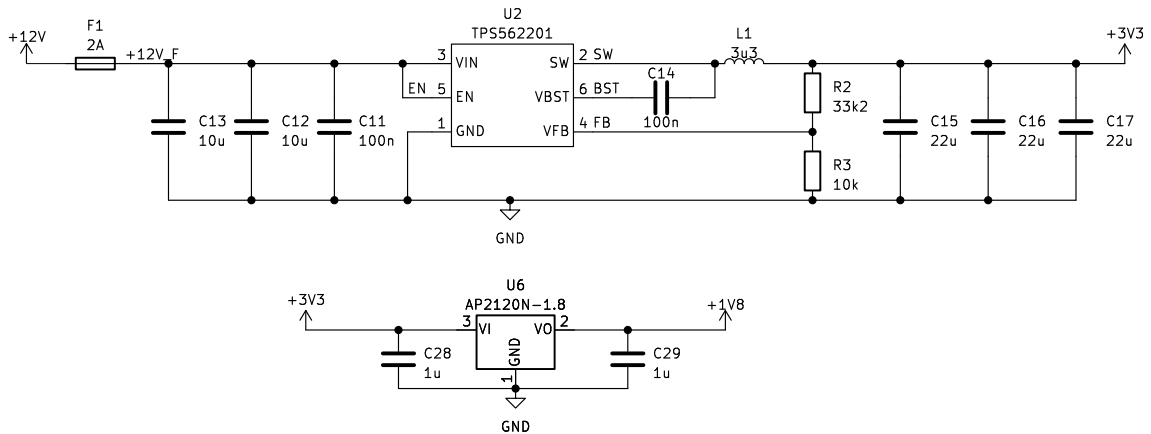 +12V
F1
2A
+12V_F
U2
TPS562201
3 VIN
5 EN
EN
1 GND
SW 2 SW
VBST 6 BST
VFB 4 FB
L1
3u3
C14
100n
+3V3
C13
10u
C12
10u
C11
100n
R2
33k2
R3
10k
C15
22u
C16
22u
C17
22u
GND
+3V3
U6
AP2120N-1.8
3 VI
VO 2
GND
1
+1V8
C28
1u
C29
1u
GND